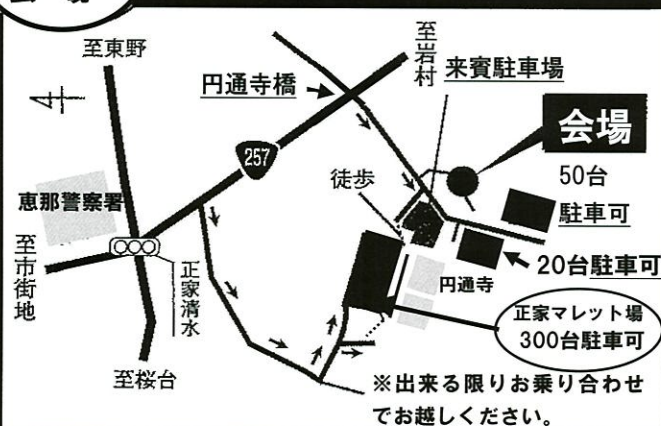 会場
至東野
至岩村
円通寺橋
来賓駐車場
257
会場
50台
駐車可
恵那警察署
徒歩
20台駐車可
円通寺
至市街地
正家清水
正家マレット場
300台駐車可
至桜台
※出来る限りお乗り合わせ
でお越しください。